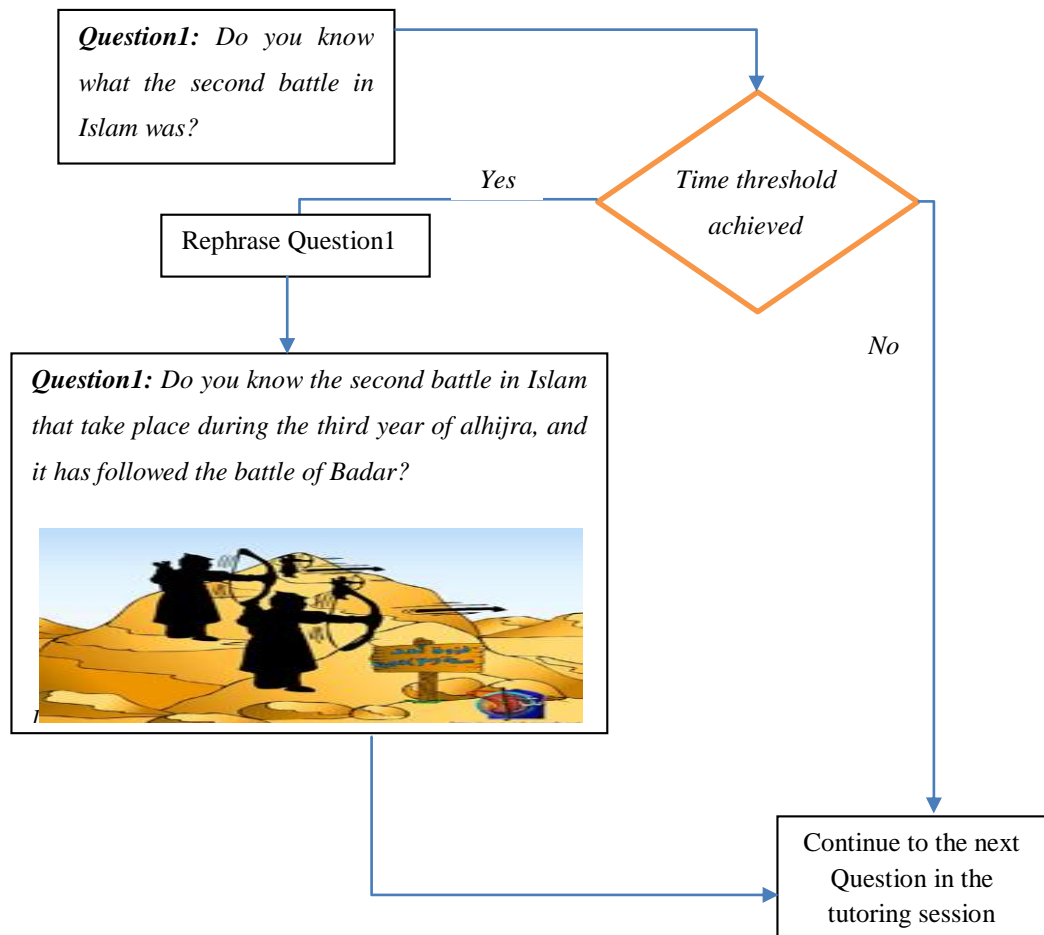 Question1: Do you know
what the second battle in
Islam was?
Yes
Time threshold
achieved
Rephrase Question1
No
Question1: Do you know the second battle in Islam
that take place during the third year of alhijra, and
it has followed the battle of Badar?
Continue to the next
Question in the
tutoring session